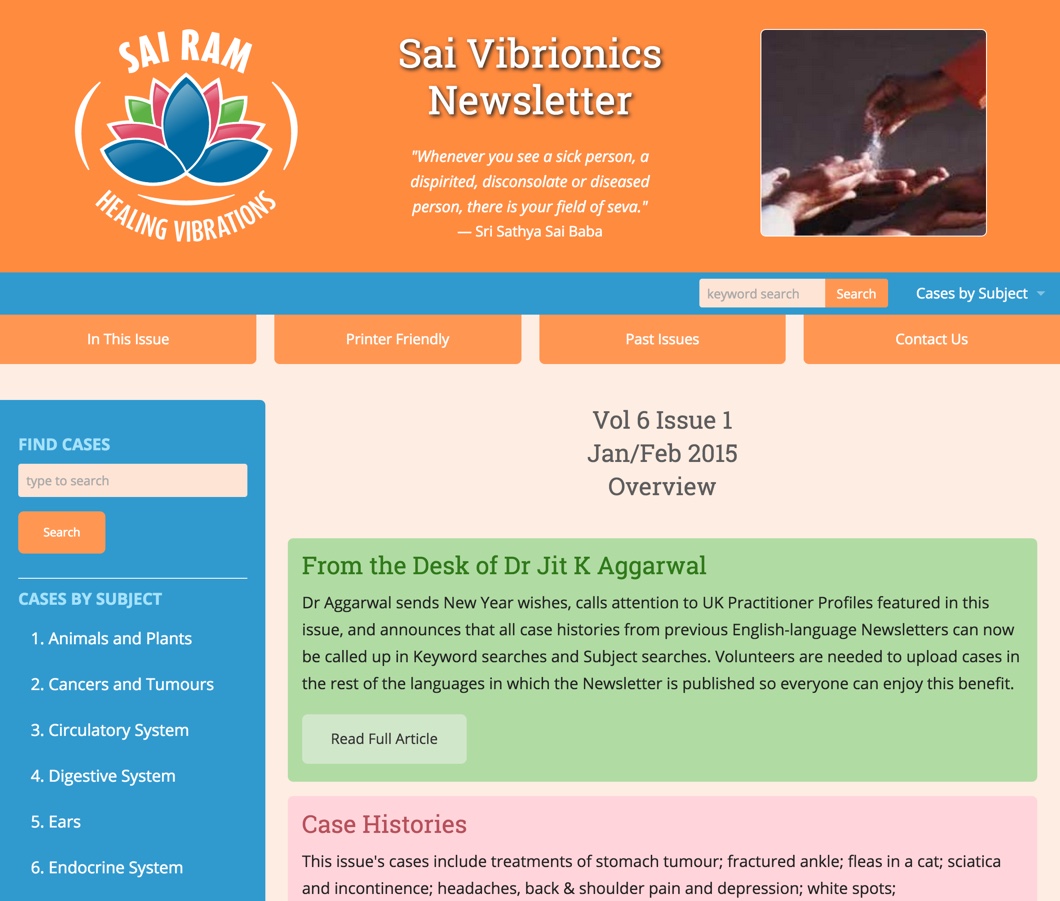 SAI RAM
HEALING VIBRATIONS
Sai Vibrionics
Newsletter
"Whenever you see a sick person, a
dispirited, disconsolate or diseased
person, there is your field of seva."
— Sri Sathya Sai Baba
keyword search
Search
Cases by Subject
In This Issue
Printer Friendly
Past Issues
Contact Us
FIND CASES
type to search
Search
CASES BY SUBJECT
1. Animals and Plants
2. Cancers and Tumours
3. Circulatory System
4. Digestive System
5. Ears
6. Endocrine System
Vol 6 Issue 1
Jan/Feb 2015
Overview
From the Desk of Dr Jit K Aggarwal
Dr Aggarwal sends New Year wishes, calls attention to UK Practitioner Profiles featured in this
issue, and announces that all case histories from previous English-language Newsletters can now
be called up in Keyword searches and Subject searches. Volunteers are needed to upload cases in
the rest of the languages in which the Newsletter is published so everyone can enjoy this benefit.
Read Full Article
Case Histories
This issue's cases include treatments of stomach tumour; fractured ankle; fleas in a cat; sciatica
and incontinence; headaches, back & shoulder pain and depression; white spots;